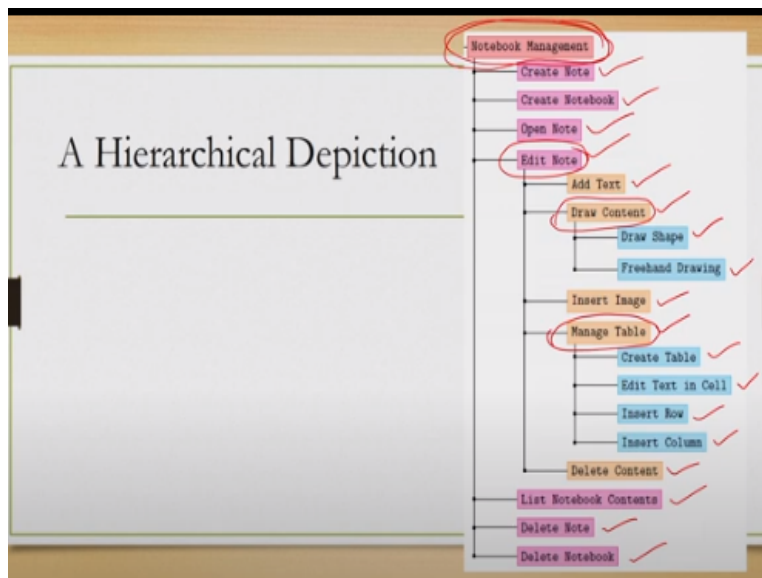 A Hierarchical Depiction
Notebook Management
Create Note
Create Notebook
Open Note
Edit Note
Add Text
Draw Content
Draw Shape
Freehand Drawing
Insert Image
Manage Table
Create Table
Edit Text in Cell
Insert Row
Insert Column
Delete Content
List Notebook Contents
Delete Note
Delete Notebook